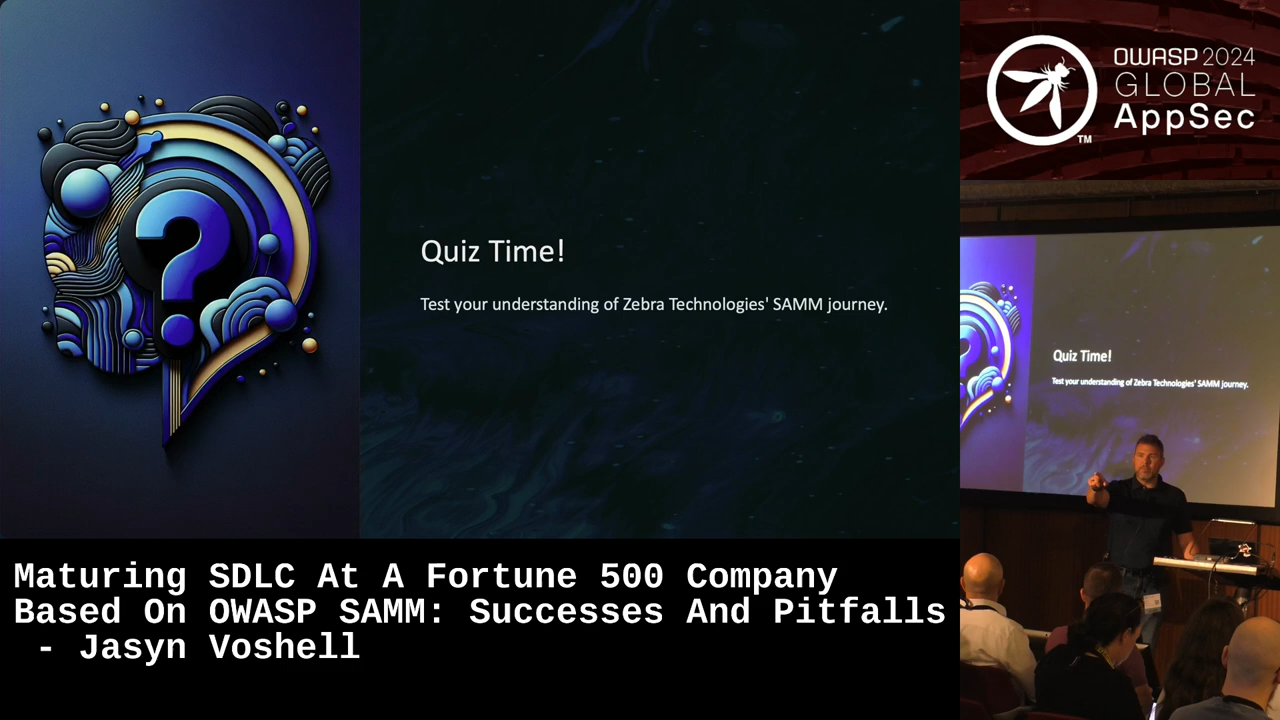 Quiz Time!
Test your understanding of Zebra Technologies' SAMM journey.
OWASP 2024
GLOBAL
AppSec
TM
Quiz Time!
Test your understanding of Zebra Technologies' SAMM journey.
Maturing SDLC At A Fortune 500 Company
Based On OWASP SAMM: Successes And Pitfalls
- Jasyn Voshell